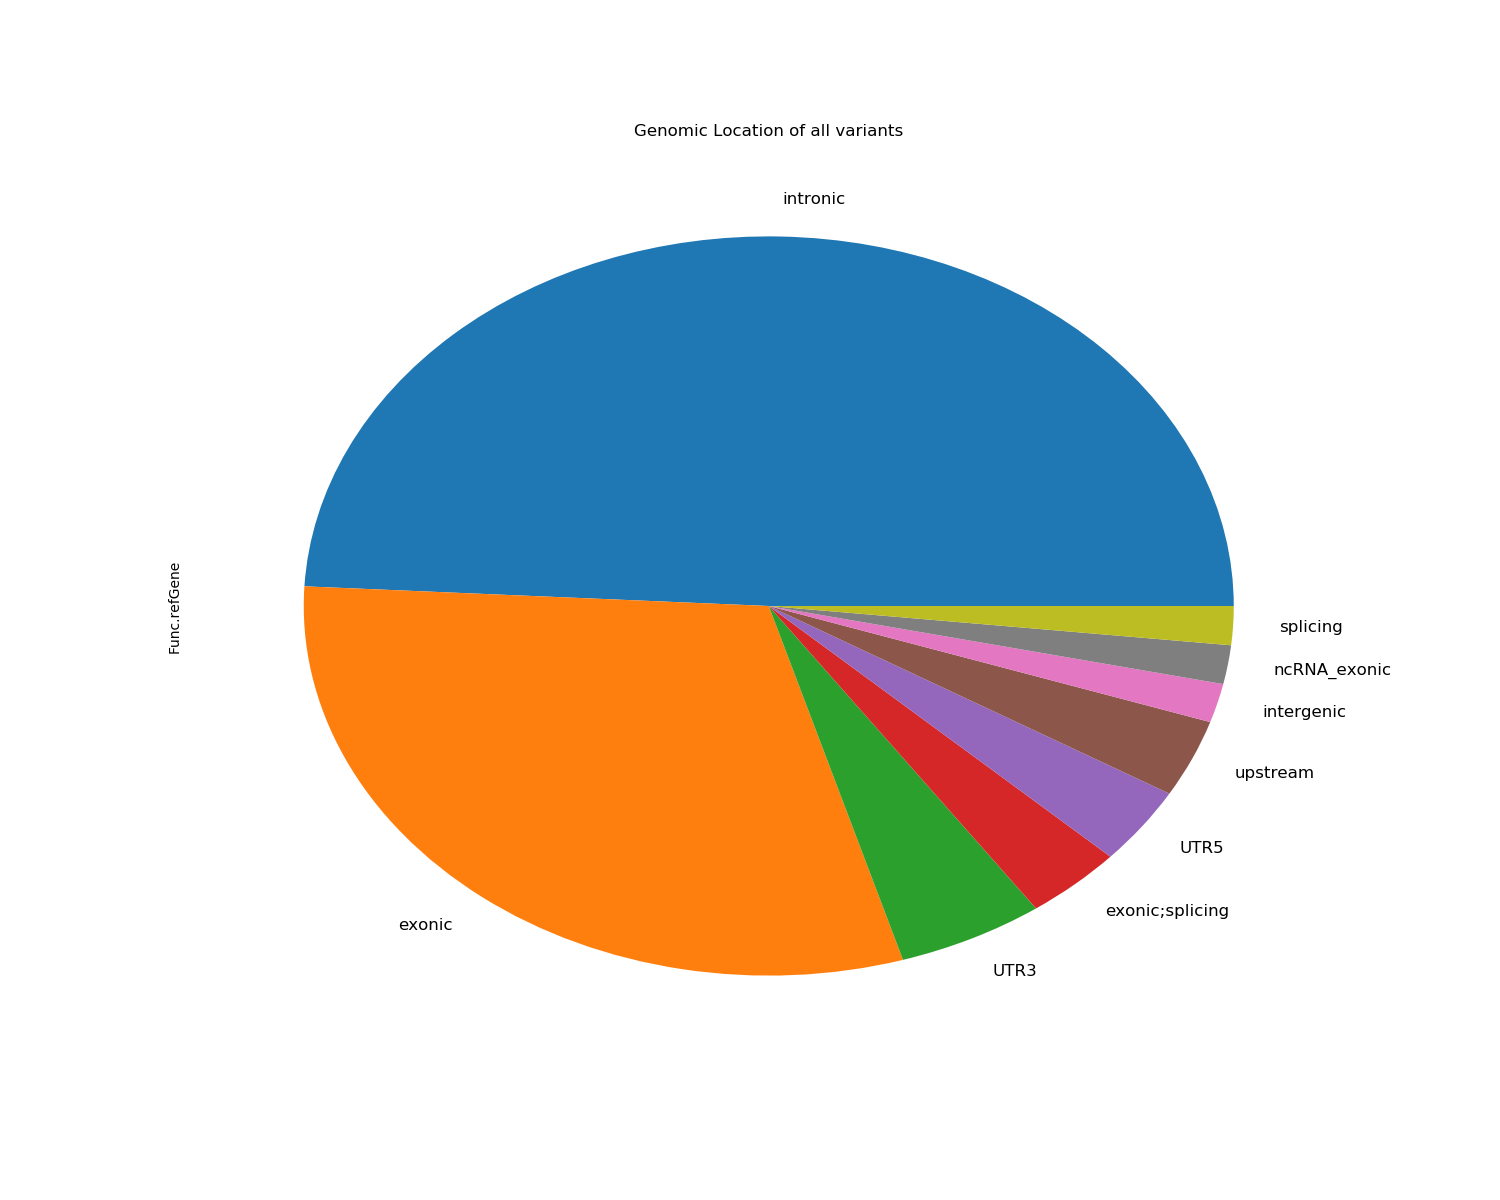 Genomic Location of all variants
intronic
Func.refGene
splicing
ncRNA_exonic
intergenic
upstream
UTR5
exonic;splicing
exonic
UTR3